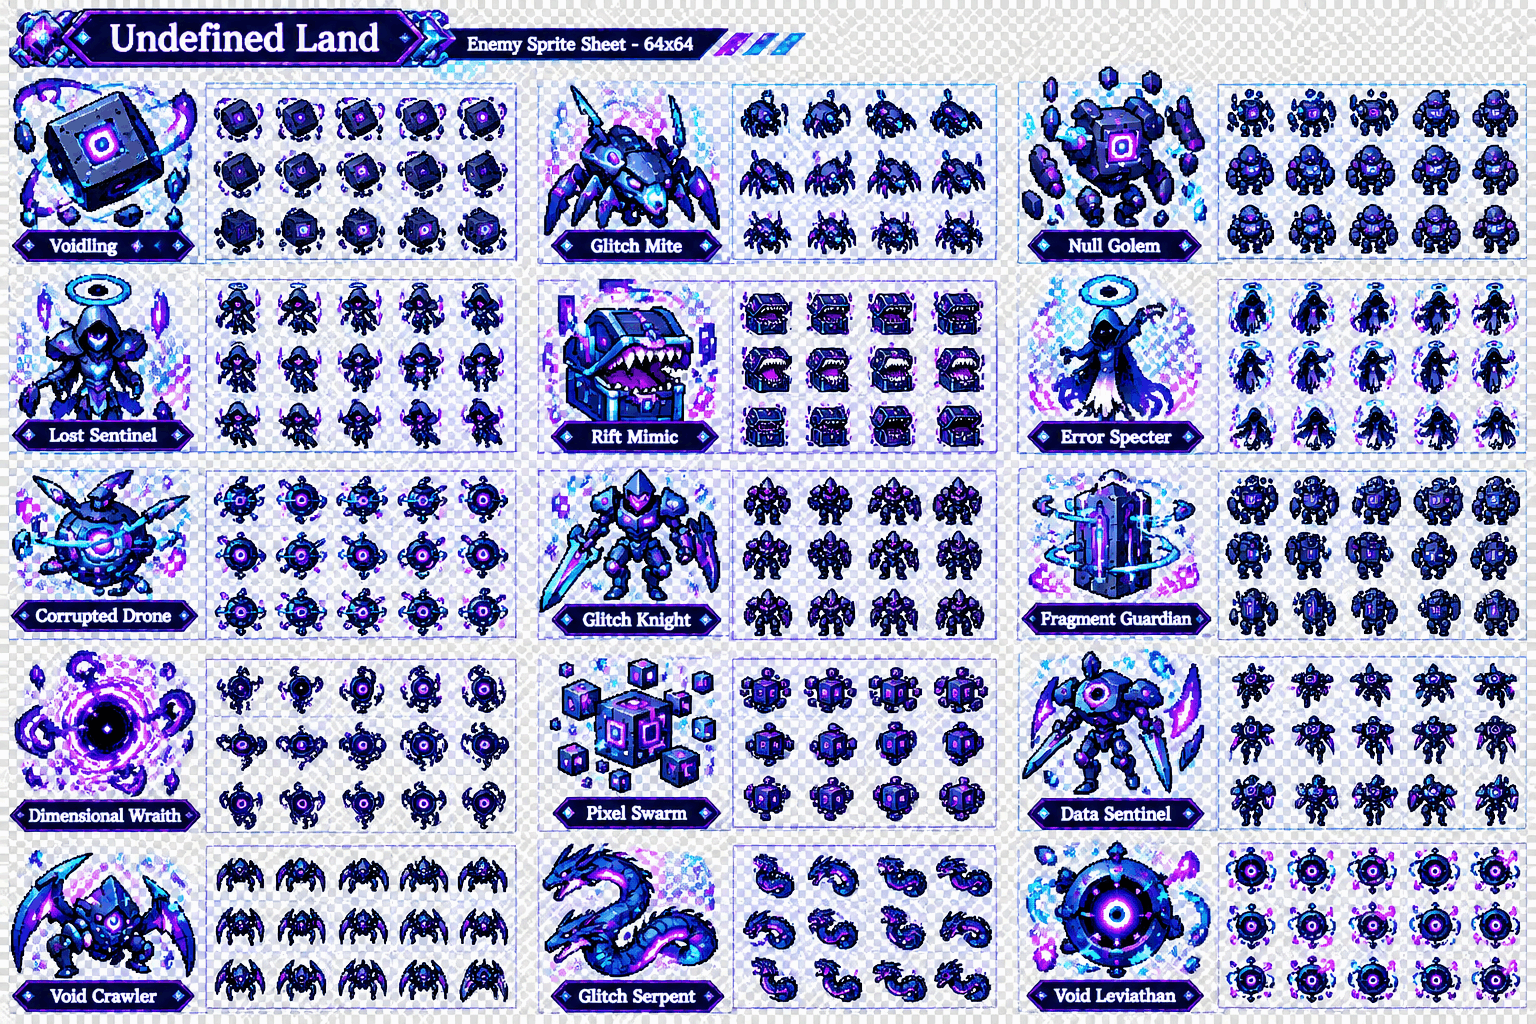 Undefined Land
Enemy Sprite Sheet - 64x64
Voidling
Glitch Mite
Null Golem
Lost Sentinel
Rift Mimic
Error Specter
Corrupted Drone
Glitch Knight
Fragment Guardian
Dimensional Wraith
Pixel Swarm
Data Sentinel
Void Crawler
Glitch Serpent
Void Leviathan